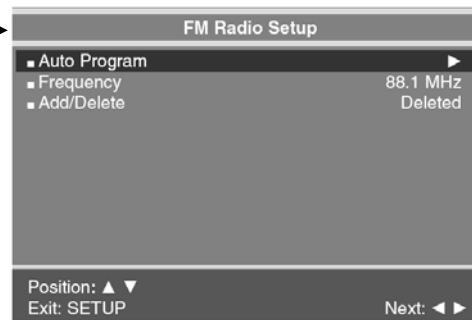 FM Radio Setup
■ Auto Program ▶
■ Frequency 88.1 MHz
■ Add/Delete Deleted
Position: ▲ ▼
Exit: SETUP Next: ◀ ▶